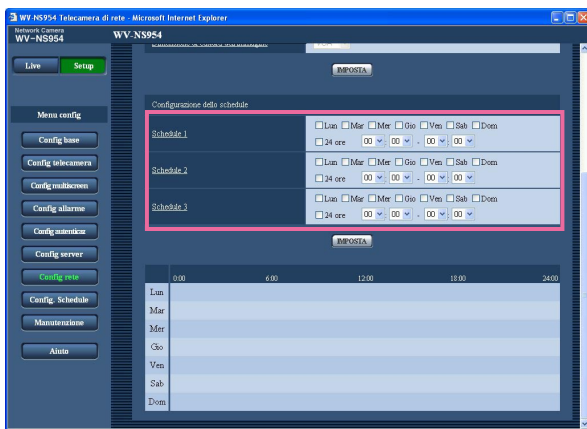 WV-NS954 Telecamera di rete - Microsoft Internet Explorer
Network Camera
WV-NS954
WV-NS954
Live Setup
IMPOSTA
Menu config
Configurazione dello schedule
Config base
Schedule 1
Lun Mar Mer Gio Ven Sab Dom
24 ore 00 : 00 - 00 : 00
Config telecamera
Schedule 2
Lun Mar Mer Gio Ven Sab Dom
24 ore 00 : 00 - 00 : 00
Config multiscreen
Config allarme
Schedule 3
Lun Mar Mer Gio Ven Sab Dom
24 ore 00 : 00 - 00 : 00
Config autenticaz
IMPOSTA
Config server
Config rete
0:00 6:00 12:00 18:00 24:00
Config. Schedule
Lun
Mar
Manutenzione
Mer
Gio
Aiuto
Ven
Sab
Dom